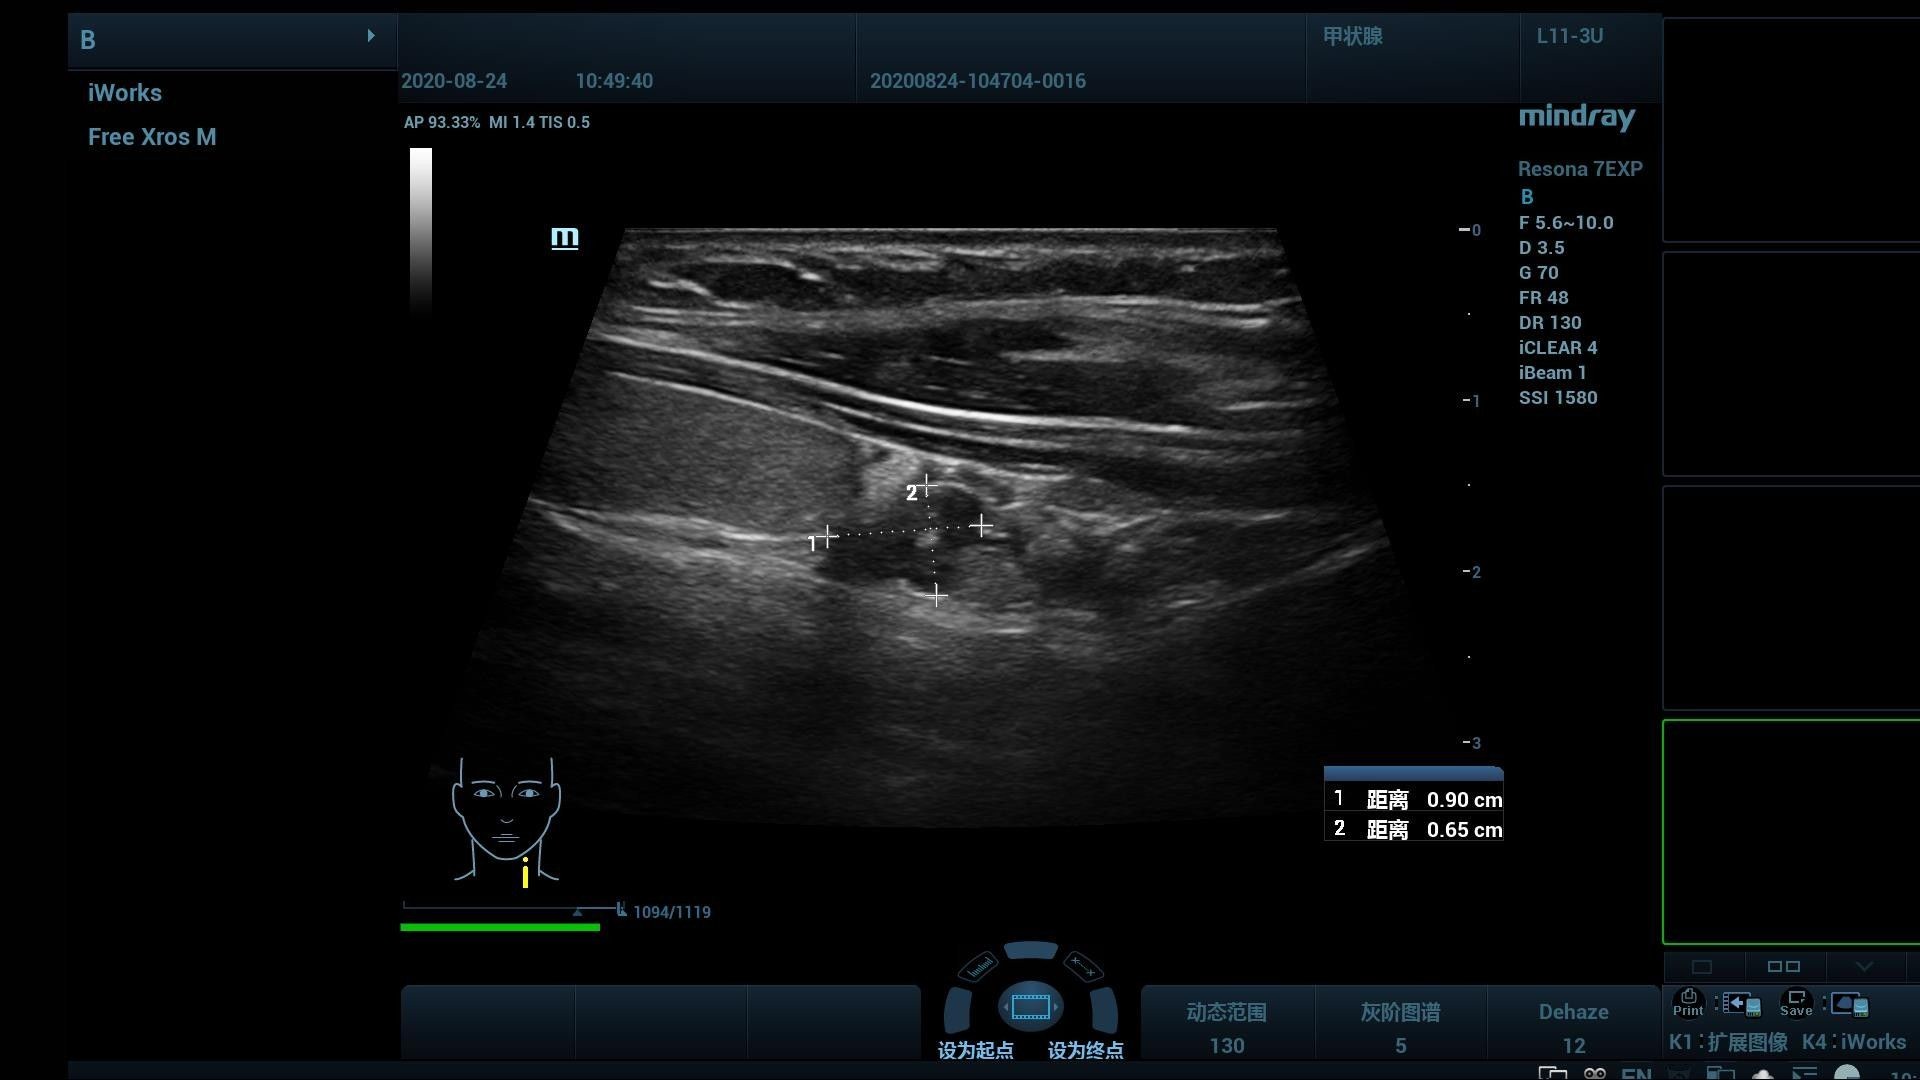 B
iWorks
Free Xros M
2020-08-24 10:49:40
20200824-104704-0016
甲状腺
L11-3U
AP 93.33% MI 1.4 TIS 0.5
mindray
Resona 7EXP
B
F 5.6~10.0
D 3.5
G 70
FR 48
DR 130
iCLEAR 4
iBeam 1
SSI 1580
m
0
1
2
3
2
1
1 距离 0.90 cm
2 距离 0.65 cm
1094/1119
设为起点 设为终点
动态范围
130
灰阶图谱
5
Dehaze
12
Print
Save
K1:扩展图像 K4:iWorks
EN